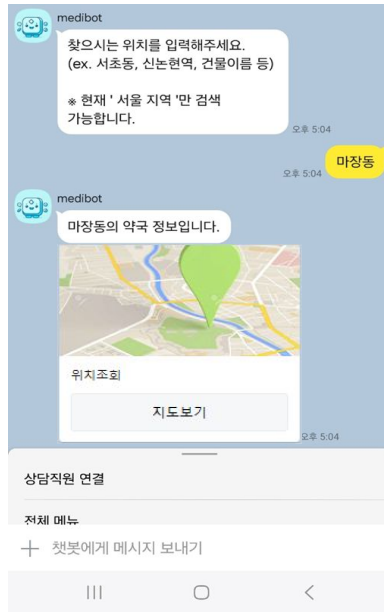 medibot
찾으시는 위치를 입력해주세요.
(ex. 서초동, 신논현역, 건물이름 등)
※ 현재 ' 서울 지역 '만 검색
가능합니다.
오후 5:04
마장동
오후 5:04
medibot
마장동의 약국 정보입니다.
위치조회
지도보기
오후 5:04
상담직원 연결
전체 메뉴
챗봇에게 메시지 보내기